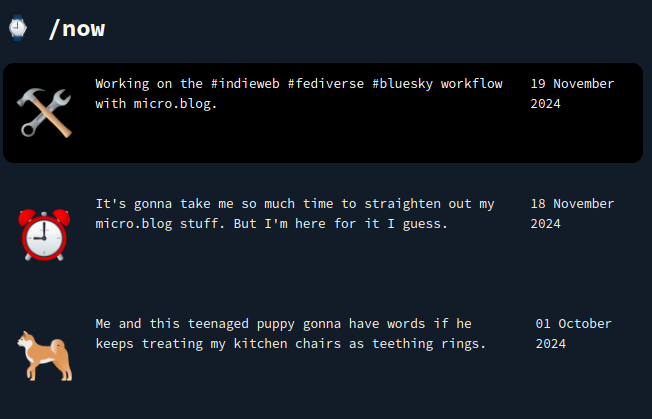 /now
Working on the #indieweb #fediverse #bluesky workflow
with micro.blog.
19 November
2024
It's gonna take me so much time to straighten out my
micro.blog stuff. But I'm here for it I guess.
18 November
2024
Me and this teenaged puppy gonna have words if he
keeps treating my kitchen chairs as teething rings.
01 October
2024